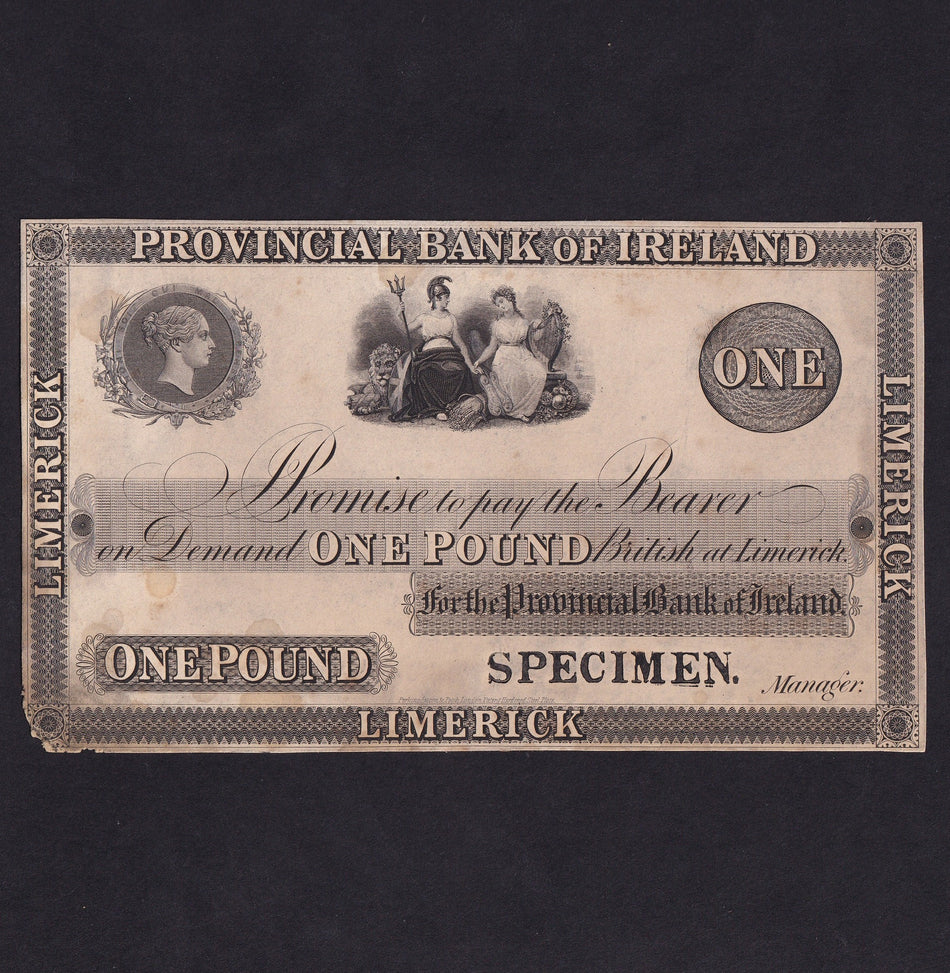 PROVINCIAL BANK OF IRELAND
LIMERICK
LIMERICK
ONE
Promise to pay the Bearer
on Demand ONE POUND British at Limerick.
For the Provincial Bank of Ireland.
ONE POUND
SPECIMEN.
Manager.
LIMERICK